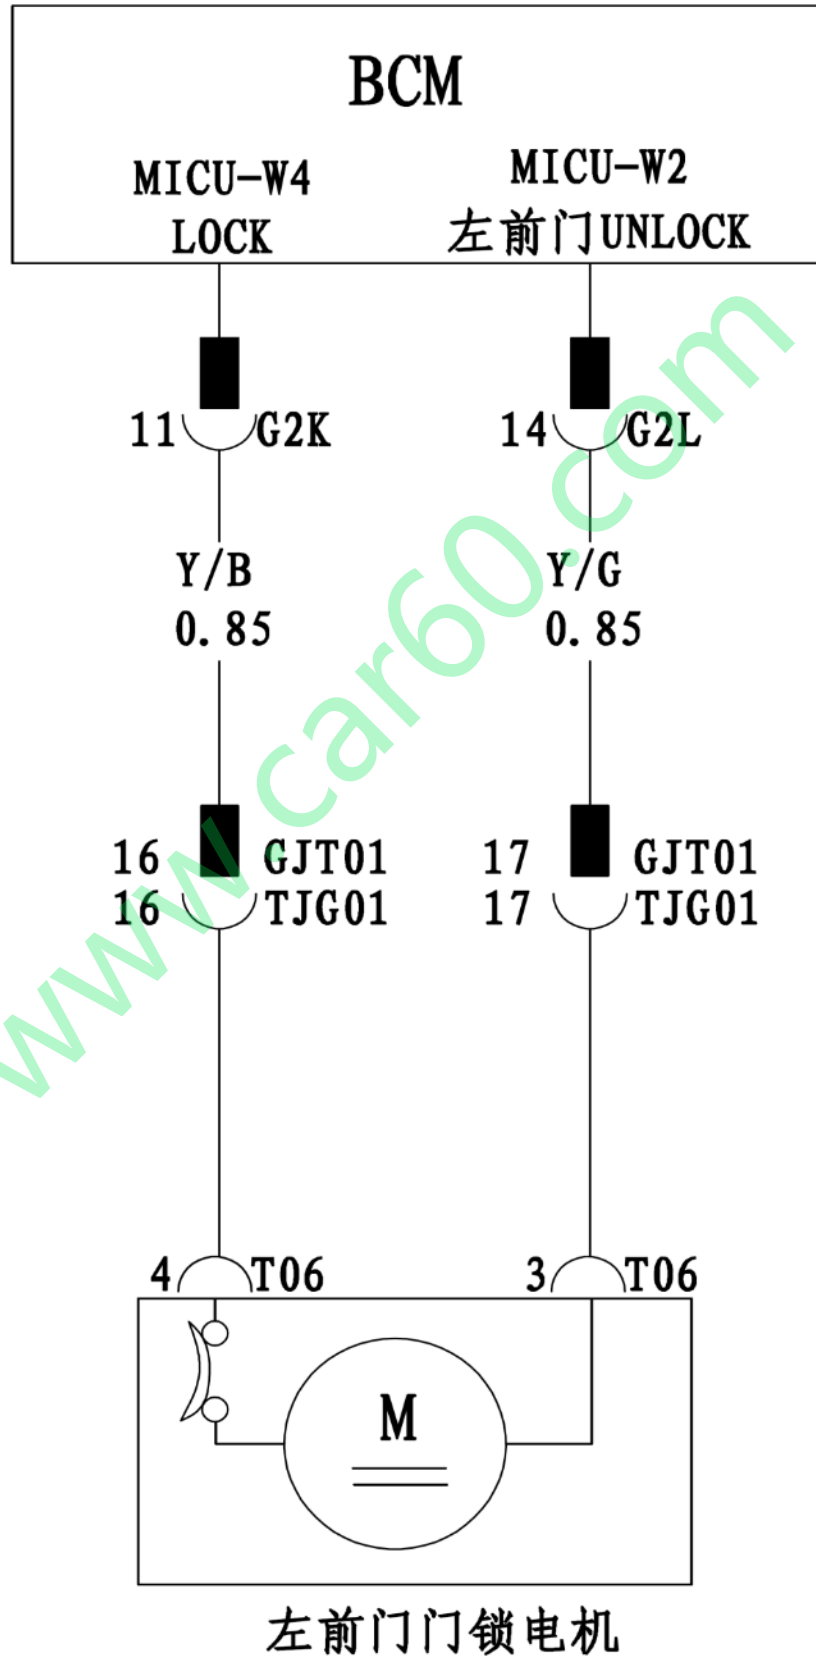 BCM
MICU-W4
LOCK
MICU-W2
左前门UNLOCK
11 G2K
14 G2L
Y/B
0.85
Y/G
0.85
16 GJT01
16 TJG01
17 GJT01
17 TJG01
4 T06
3 T06
M
左前门门锁电机
www.car60.com